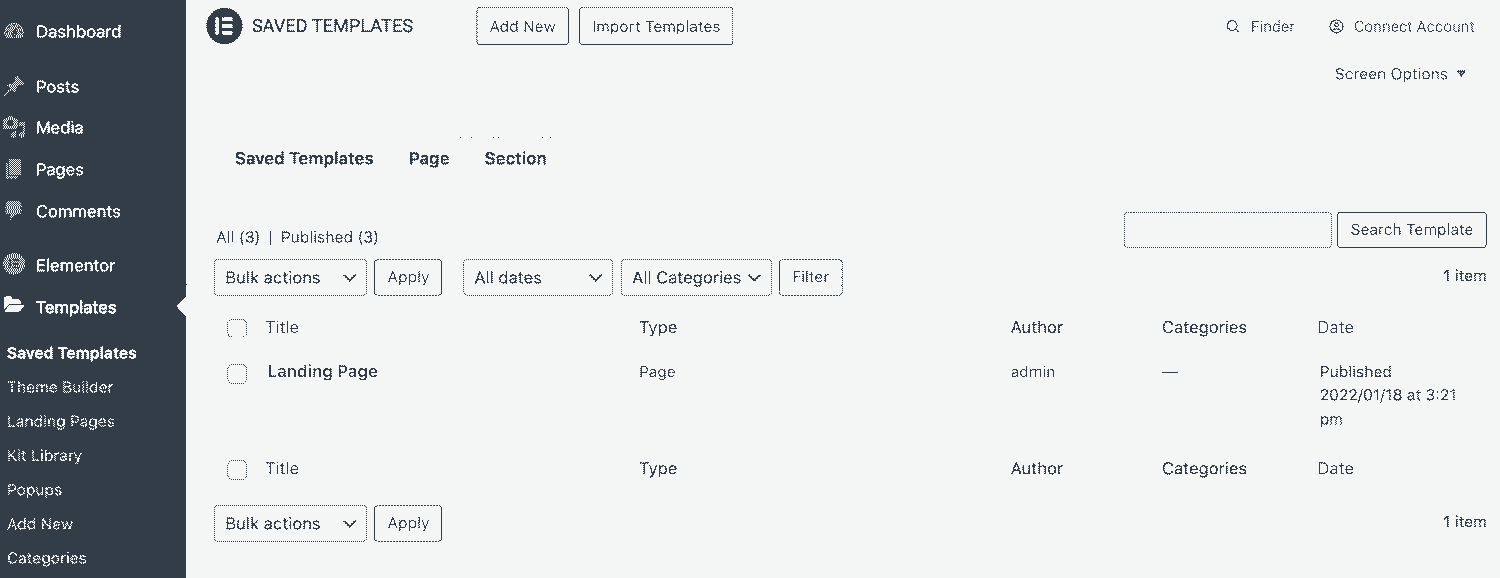 Dashboard
Posts
Media
Pages
Comments
Elementor
Templates
Saved Templates
Theme Builder
Landing Pages
Kit Library
Popups
Add New
Categories
SAVED TEMPLATES Add New Import Templates Finder Connect Account
Screen Options
Saved Templates Page Section
All (3) | Published (3)
Search Template
Bulk actions Apply All dates All Categories Filter 1 item
Title Type Author Categories Date
Landing Page Page admin — Published
2022/01/18 at 3:21
pm
Title Type Author Categories Date
Bulk actions Apply 1 item